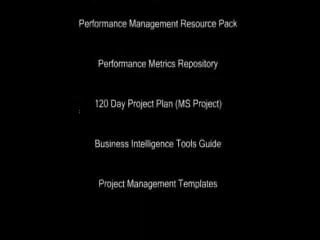 Performance Management Resource Pack
Performance Metrics Repository
120 Day Project Plan (MS Project)
Business Intelligence Tools Guide
Project Management Templates